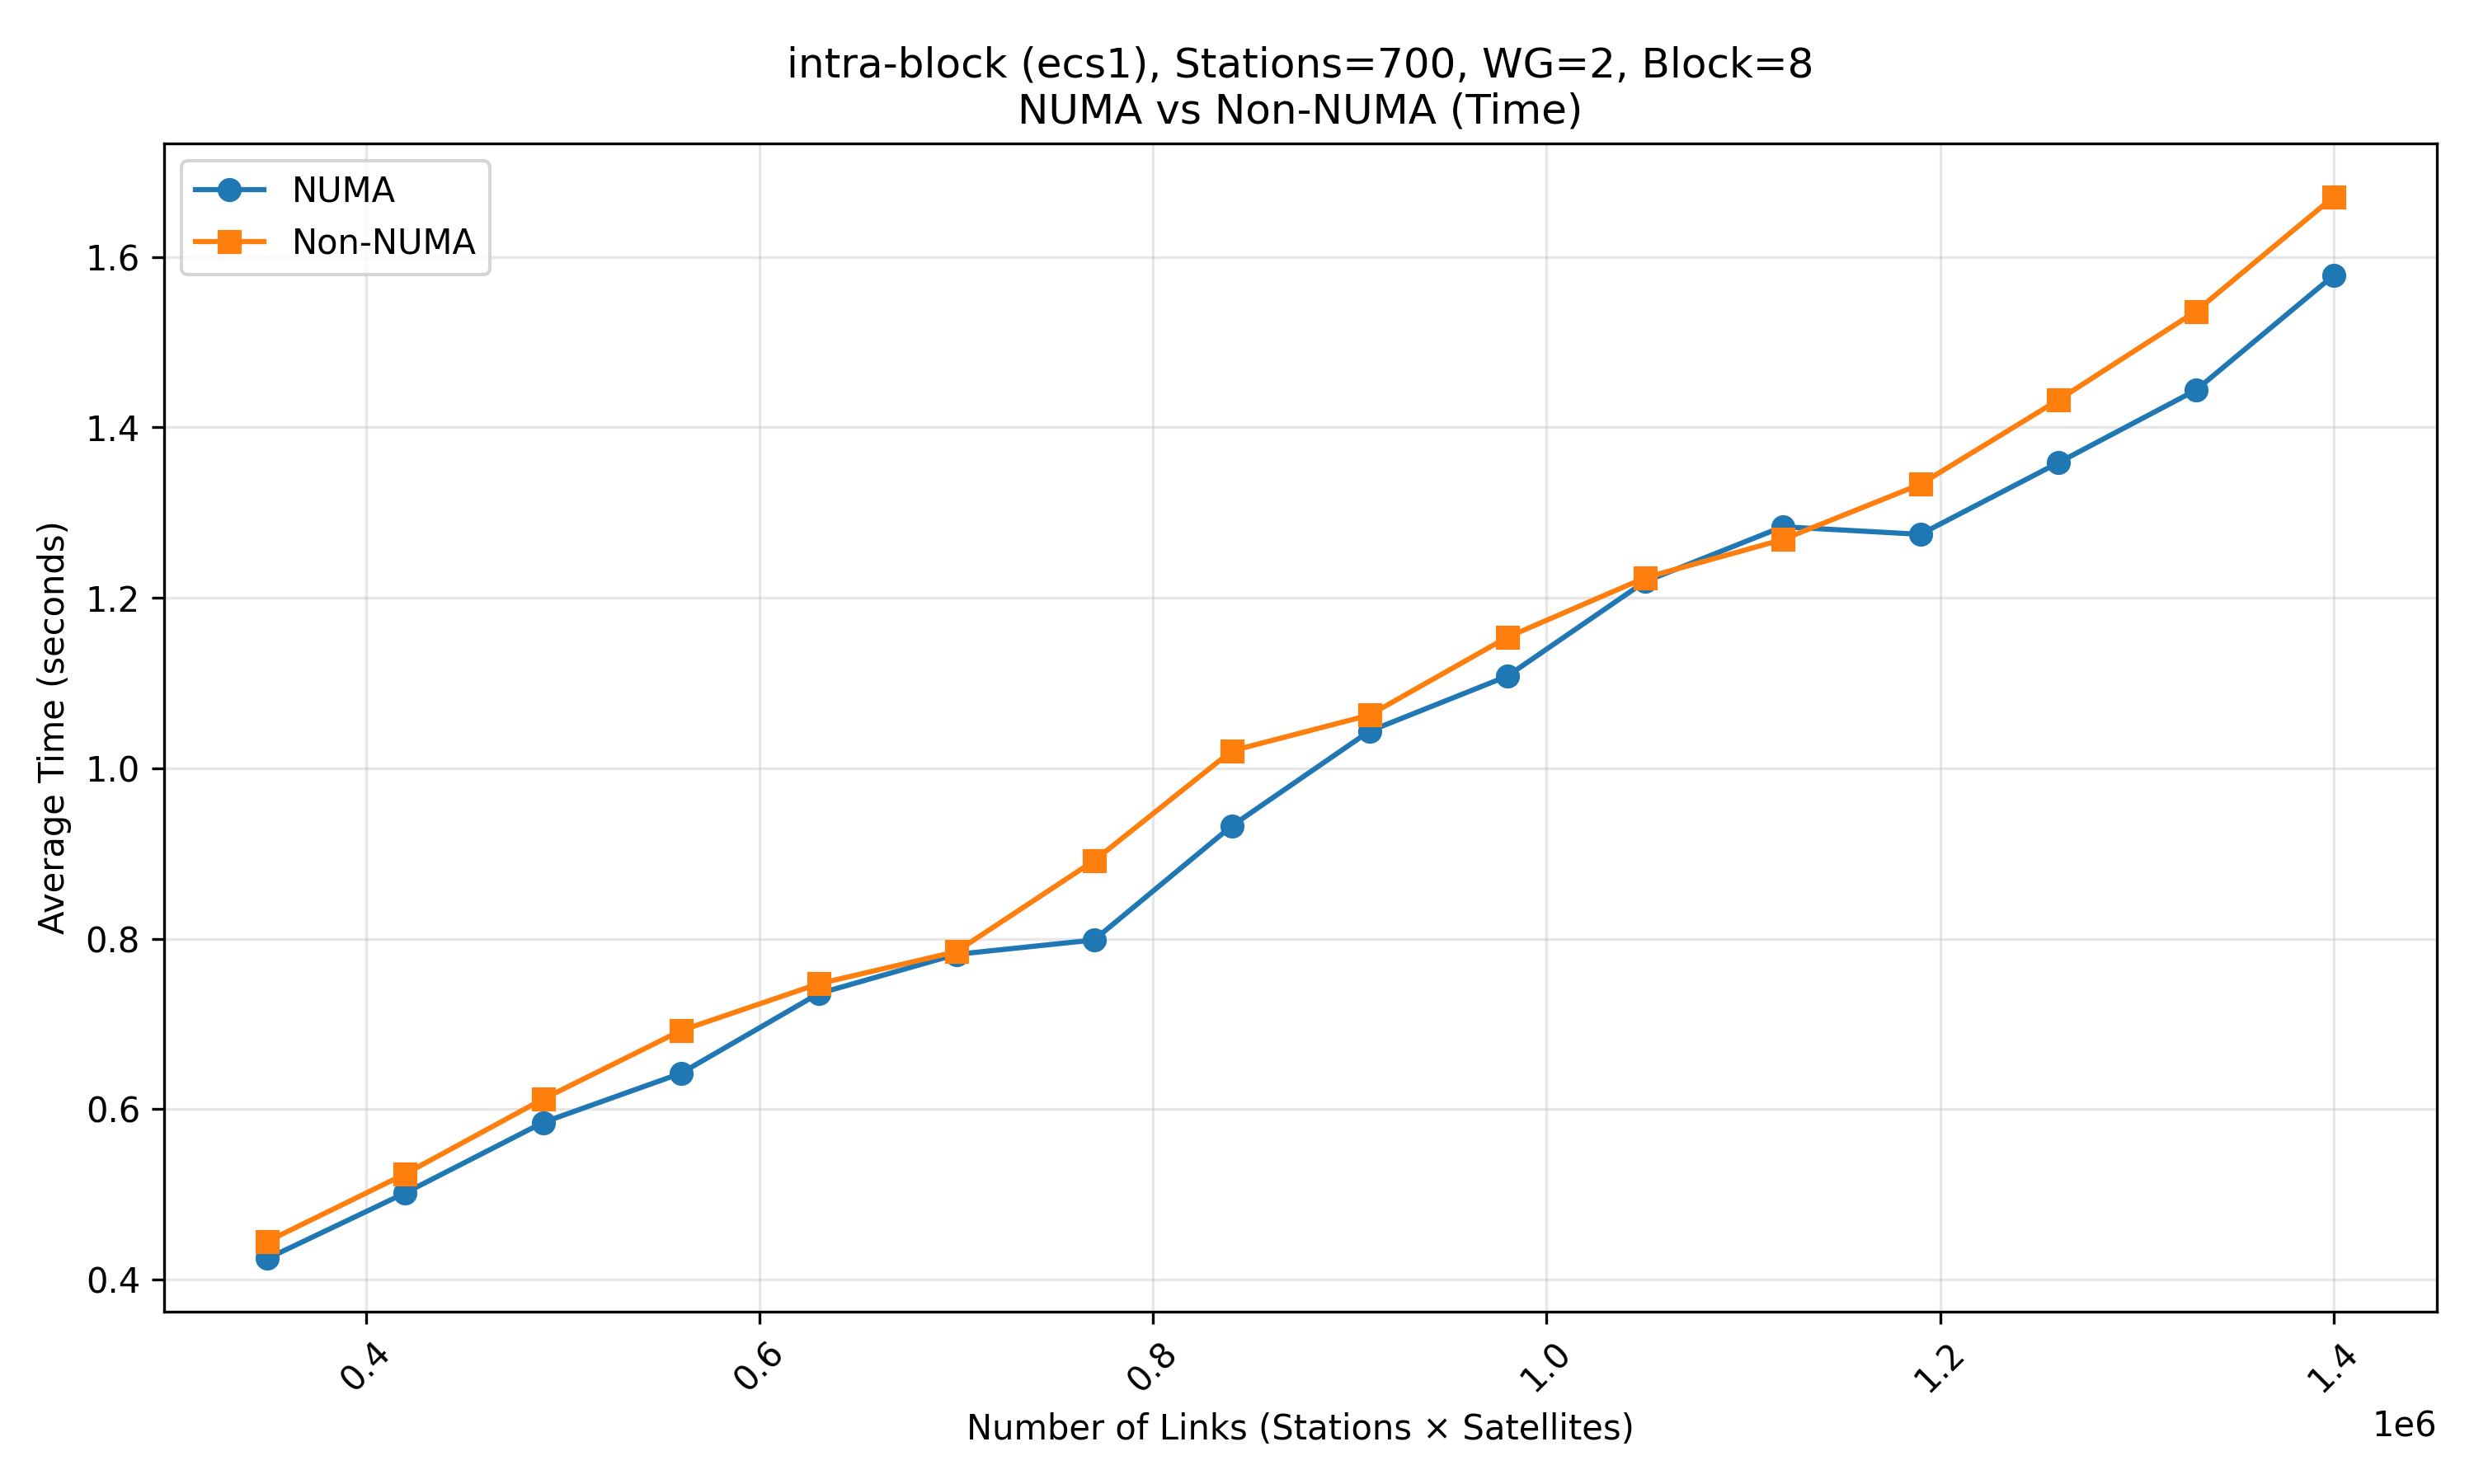 intra-block (ecs1), Stations=700, WG=2, Block=8
NUMA vs Non-NUMA (Time)
NUMA
Non-NUMA
Average Time (seconds)
1.6
1.4
1.2
1.0
0.8
0.6
0.4
0.4
0.6
0.8
1.0
1.2
1.4
Number of Links (Stations × Satellites)
1e6